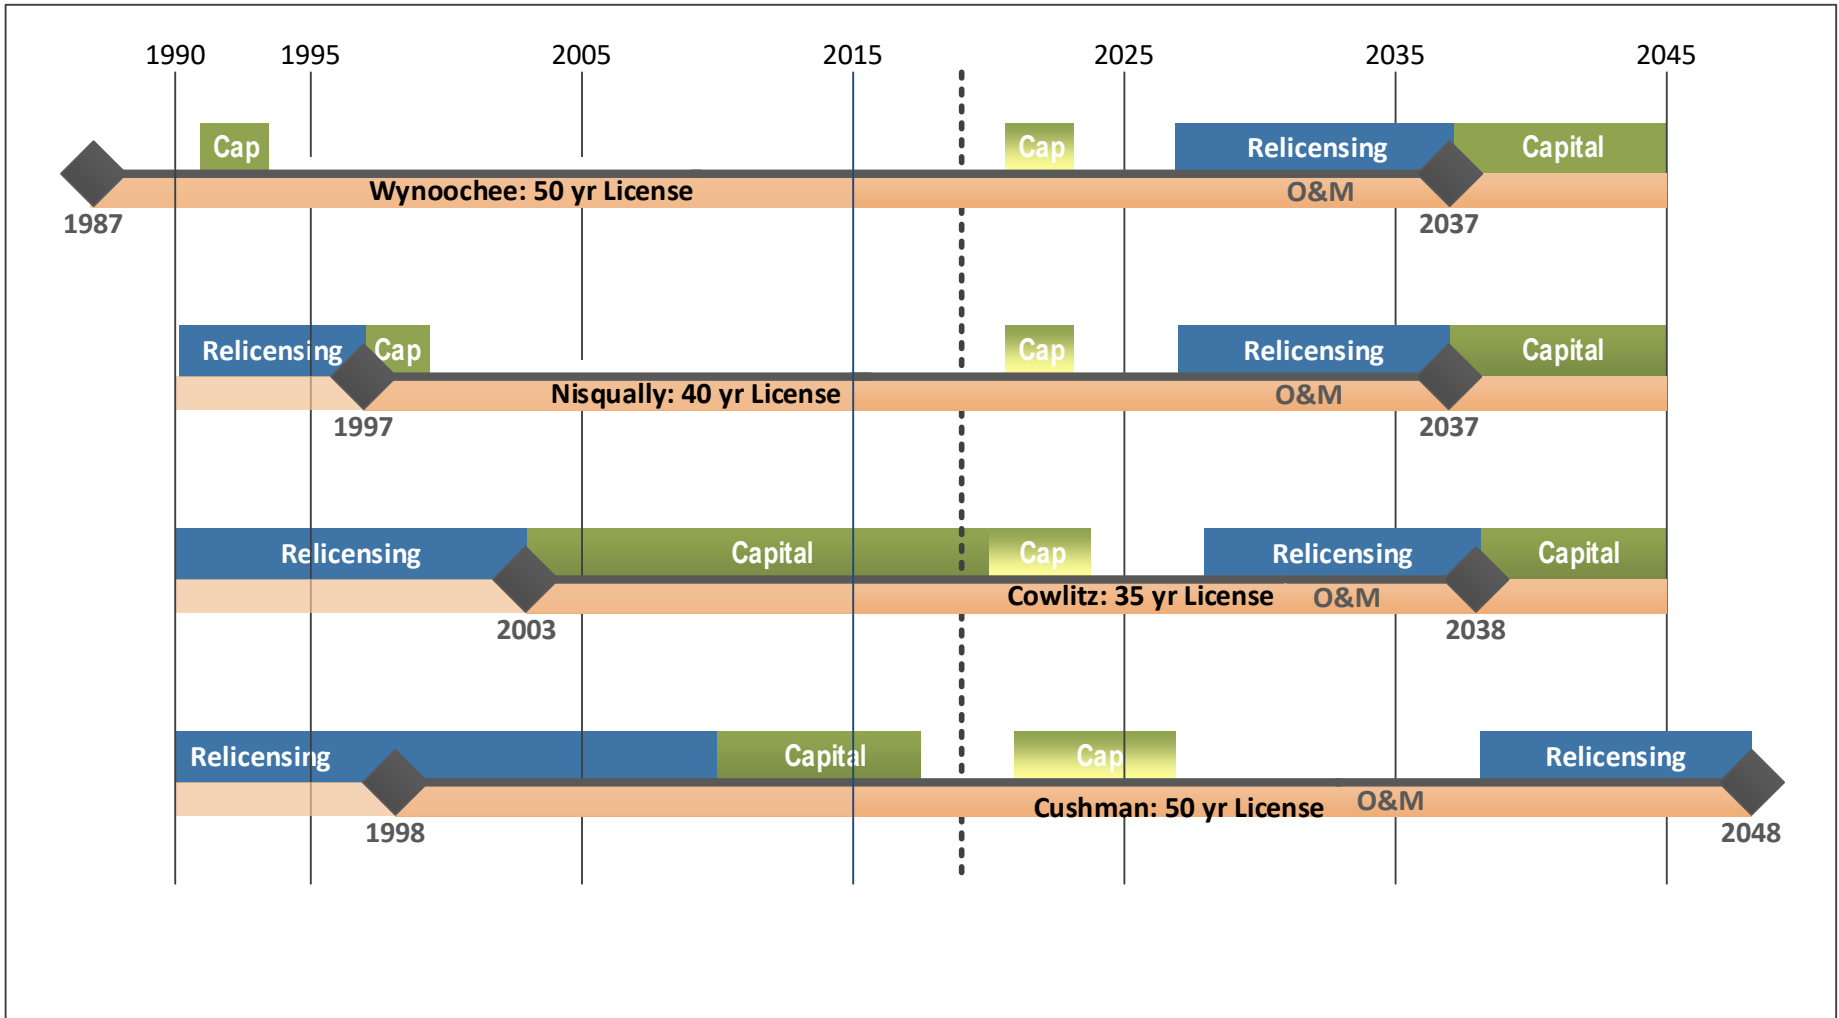 1990 1995 2005 2015 2025 2035 2045
Cap Cap Relicensing Capital
Wynoochee: 50 yr License O&M
1987 2037
Relicensing Cap Cap Relicensing Capital
Nisqually: 40 yr License O&M
1997 2037
Relicensing Capital Cap Relicensing Capital
Cowlitz: 35 yr License O&M
2003 2038
Relicensing Capital Cap Relicensing
Cushman: 50 yr License O&M
1998 2048